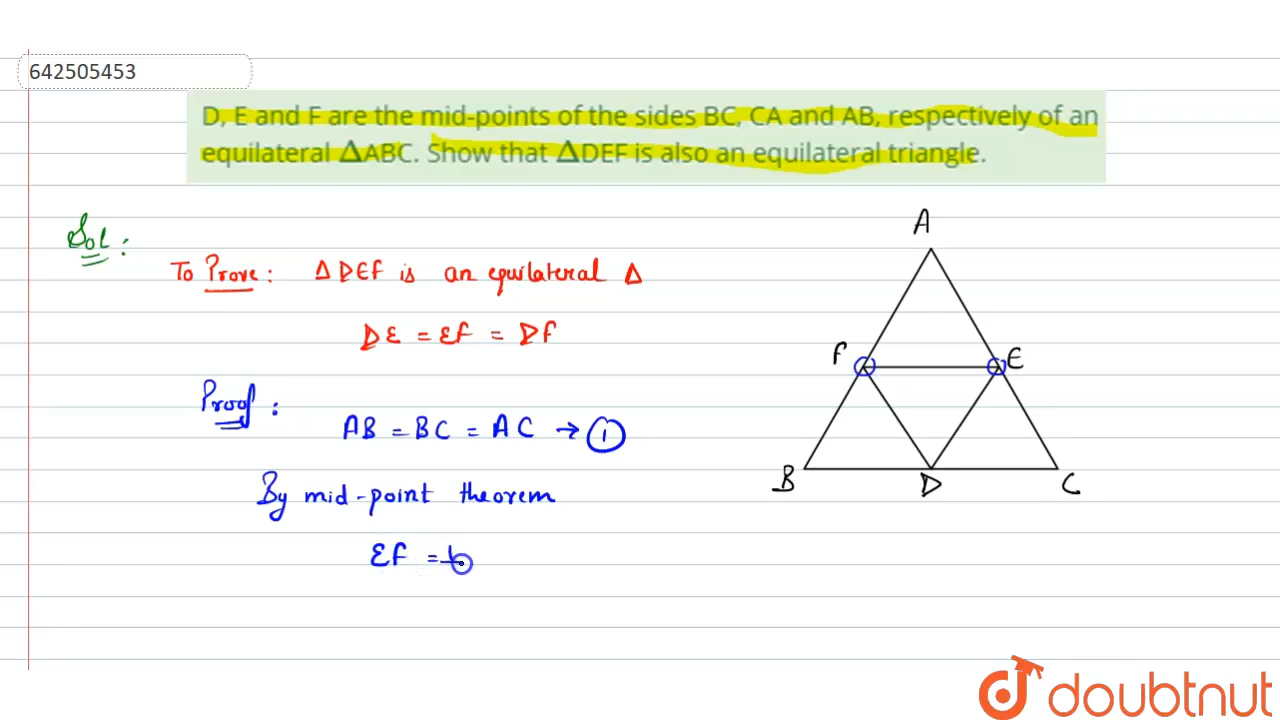 642505453
D, E and F are the mid-points of the sides BC, CA and AB, respectively of an
equilateral ΔABC. Show that ΔDEF is also an equilateral triangle.
Sol :
To Prove : Δ DEF is an equilateral Δ
DE = EF = DF
Proof :
AB = BC = AC → ①
By mid-point theorem
EF =
A
F
E
B
D
C
doubtnut